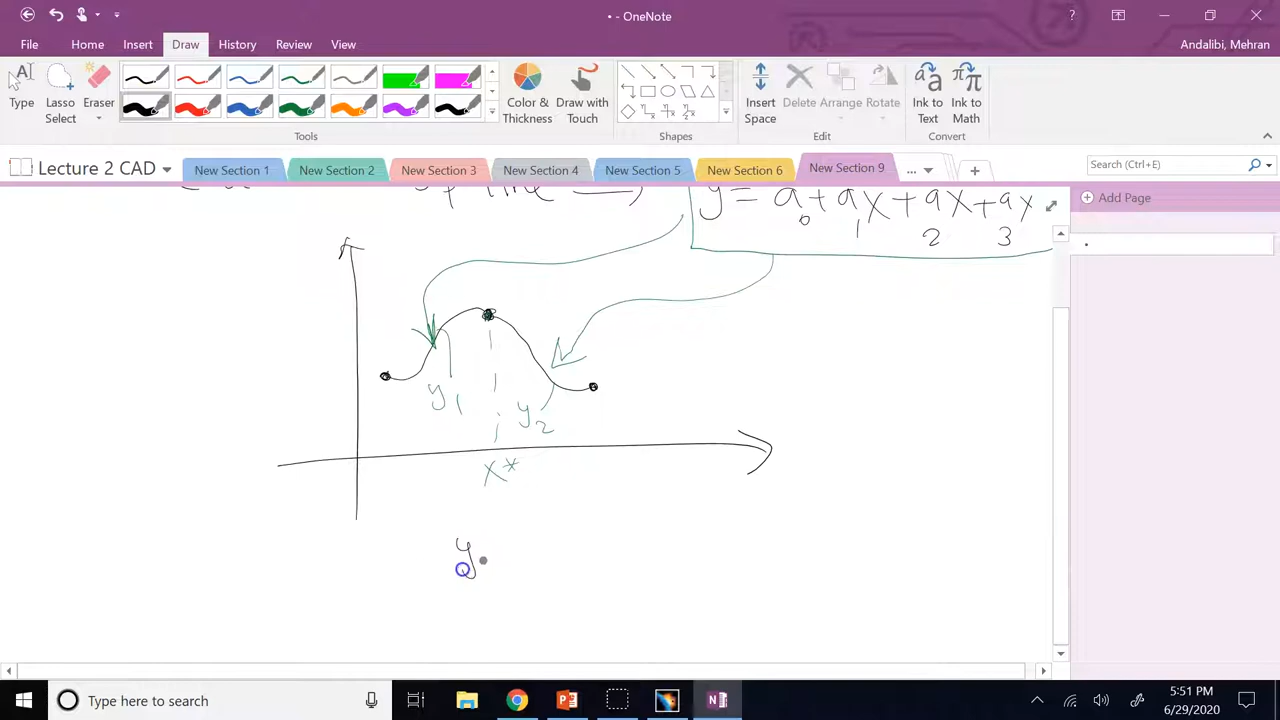 • - OneNote
?
File Home Insert Draw History Review View
Andalibi, Mehran
Type
Lasso Select
Eraser
Color & Thickness
Draw with Touch
Insert Space
Delete Arrange Rotate
Ink to Text
Ink to Math
Tools
Shapes
Edit
Convert
Lecture 2 CAD
New Section 1 New Section 2 New Section 3 New Section 4 New Section 5 New Section 6 New Section 9 ... +
Search (Ctrl+E)
Add Page
y = a0 + a1x + a2x + a3x
y1
y2
x*
y
Type here to search
5:51 PM
6/29/2020